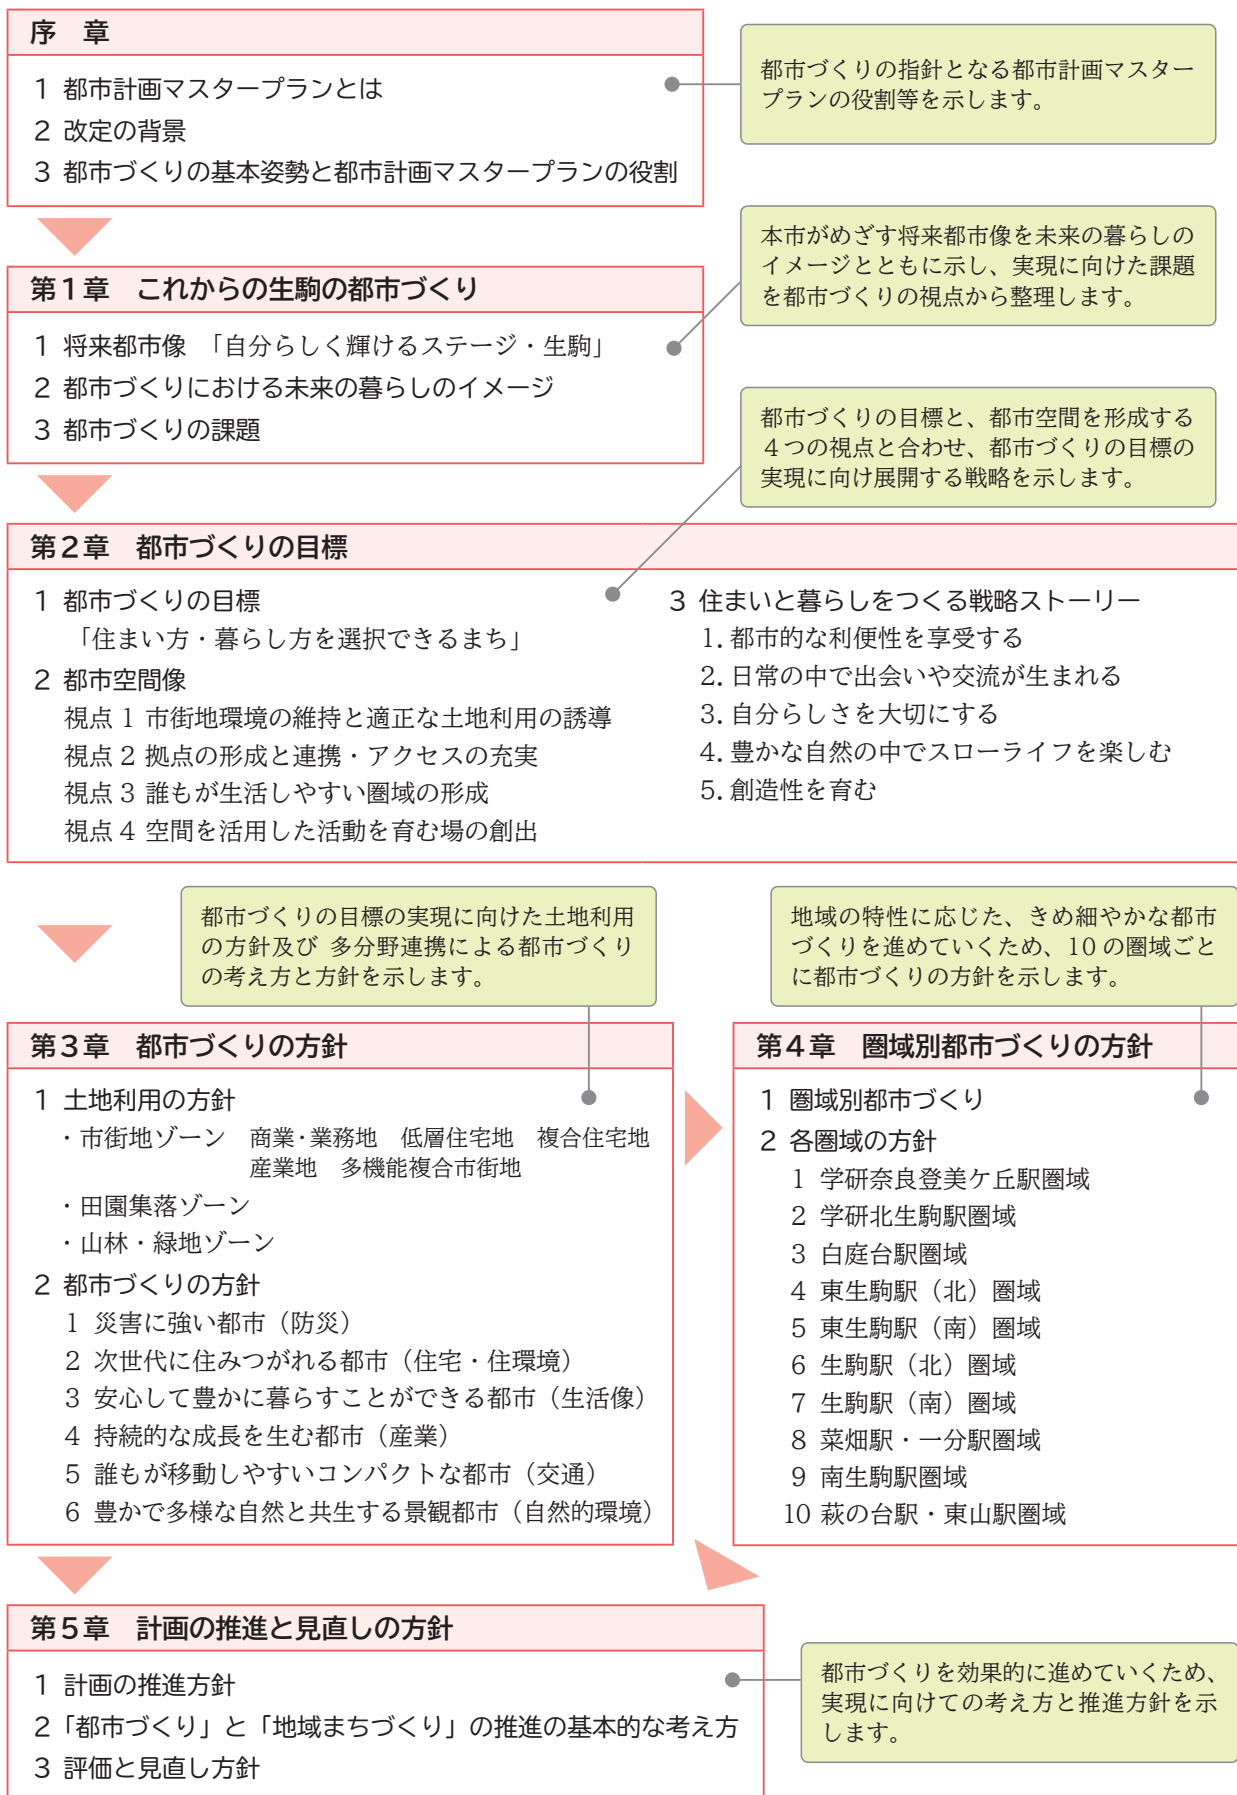 序　章
1 都市計画マスタープランとは
2 改定の背景
3 都市づくりの基本姿勢と都市計画マスタープランの役割
都市づくりの指針となる都市計画マスター
プランの役割等を示します。
第1章　これからの生駒の都市づくり
1 将来都市像　「自分らしく輝けるステージ・生駒」
2 都市づくりにおける未来の暮らしのイメージ
3 都市づくりの課題
本市がめざす将来都市像を未来の暮らしの
イメージとともに示し、実現に向けた課題
を都市づくりの視点から整理します。
都市づくりの目標と、都市空間を形成する
4つの視点と合わせ、都市づくりの目標の
実現に向け展開する戦略を示します。
第2章　都市づくりの目標
1 都市づくりの目標
「住まい方・暮らし方を選択できるまち」
2 都市空間像
視点1 市街地環境の維持と適正な土地利用の誘導
視点2 拠点の形成と連携・アクセスの充実
視点3 誰もが生活しやすい圏域の形成
視点4 空間を活用した活動を育む場の創出
3 住まいと暮らしをつくる戦略ストーリー
1. 都市的な利便性を享受する
2. 日常の中で出会いや交流が生まれる
3. 自分らしさを大切にする
4. 豊かな自然の中でスローライフを楽しむ
5. 創造性を育む
都市づくりの目標の実現に向けた土地利用
の方針及び 多分野連携による都市づくり
の考え方と方針を示します。
地域の特性に応じた、きめ細やかな都市
づくりを進めていくため、10の圏域ごと
に都市づくりの方針を示します。
第3章　都市づくりの方針
1 土地利用の方針
・市街地ゾーン　商業・業務地　低層住宅地　複合住宅地
産業地　多機能複合市街地
・田園集落ゾーン
・山林・緑地ゾーン
2 都市づくりの方針
1 災害に強い都市（防災）
2 次世代に住みつがれる都市（住宅・住環境）
3 安心して豊かに暮らすことができる都市（生活像）
4 持続的な成長を生む都市（産業）
5 誰もが移動しやすいコンパクトな都市（交通）
6 豊かで多様な自然と共生する景観都市（自然的環境）
第4章　圏域別都市づくりの方針
1 圏域別都市づくり
2 各圏域の方針
1 学研奈良登美ケ丘駅圏域
2 学研北生駒駅圏域
3 白庭台駅圏域
4 東生駒駅（北）圏域
5 東生駒駅（南）圏域
6 生駒駅（北）圏域
7 生駒駅（南）圏域
8 菜畑駅・一分駅圏域
9 南生駒駅圏域
10 萩の台駅・東山駅圏域
第5章　計画の推進と見直しの方針
1 計画の推進方針
2「都市づくり」と「地域まちづくり」の推進の基本的な考え方
3 評価と見直し方針
都市づくりを効果的に進めていくため、
実現に向けての考え方と推進方針を示
します。